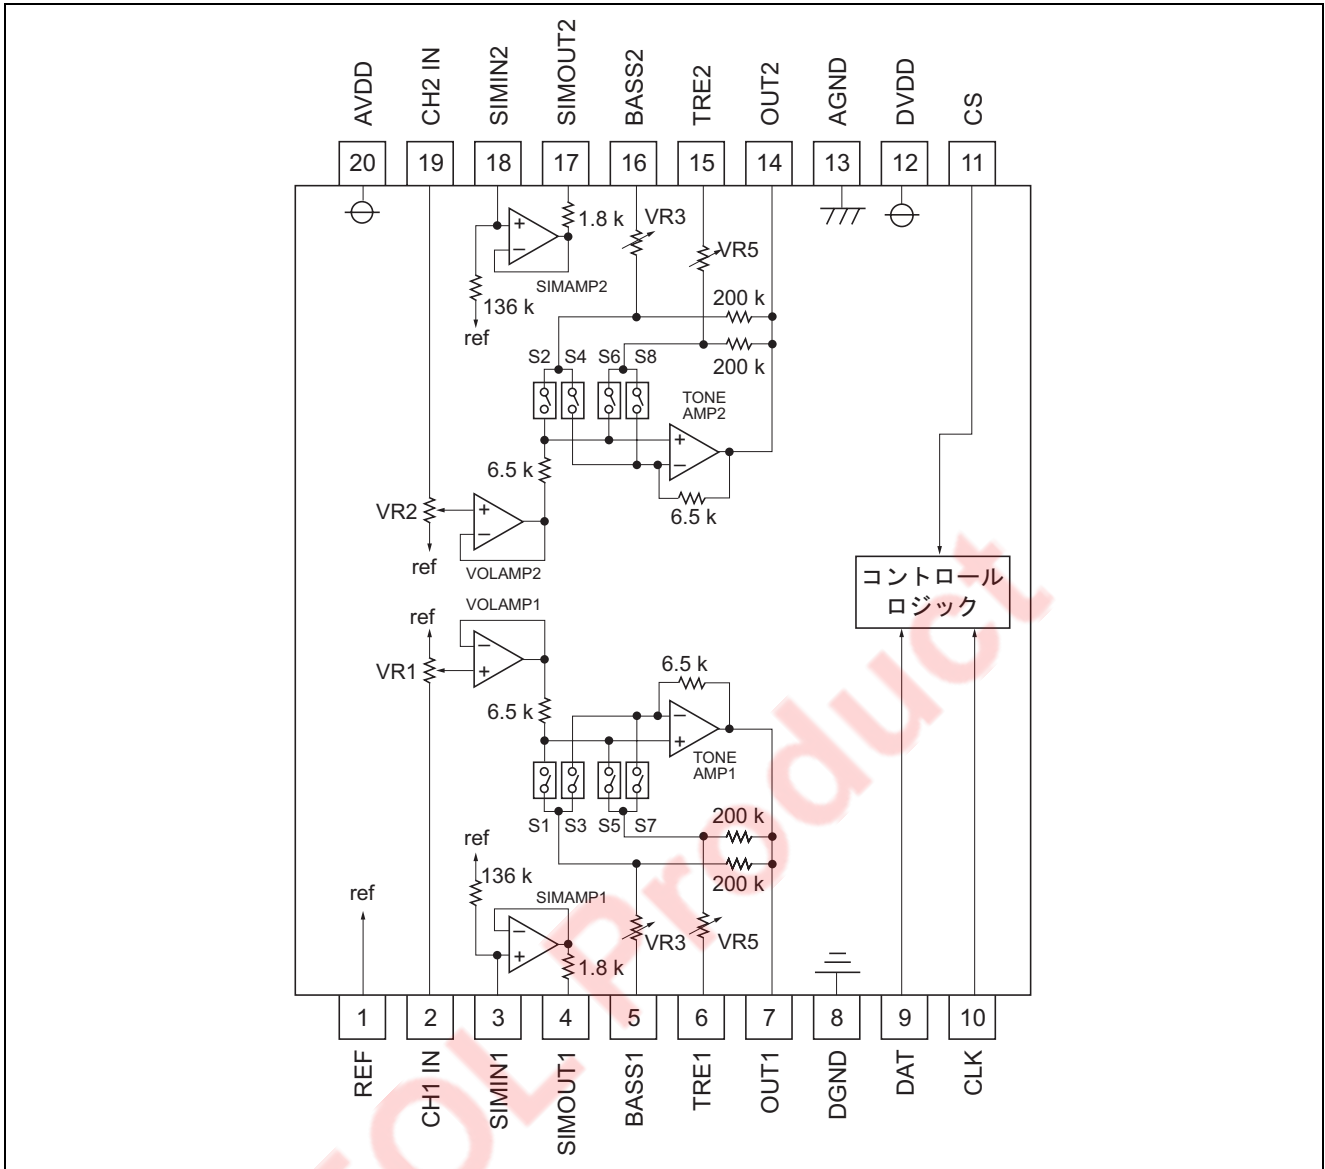 AVDD
CH2 IN
SIMIN2
SIMOUT2
BASS2
TRE2
OUT2
AGND
DVDD
CS
20
19
18
17
16
15
14
13
12
11
1.8 k
VR3
VR5
SIMAMP2
136 k
ref
200 k
200 k
S2 S4 S6 S8
TONE
AMP2
6.5 k
6.5 k
VR2
ref
VOLAMP2
コントロール
ロジック
VOLAMP1
ref
VR1
6.5 k
6.5 k
TONE
AMP1
S1 S3 S5 S7
200 k
200 k
ref
136 k
SIMAMP1
ref
VR3
VR5
1.8 k
1
2
3
4
5
6
7
8
9
10
REF
CH1 IN
SIMIN1
SIMOUT1
BASS1
TRE1
OUT1
DGND
DAT
CLK
OL Product